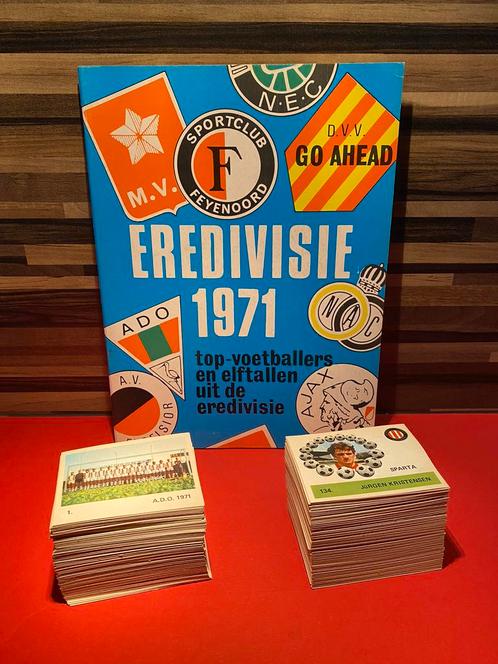 N.E.C
D.V.V.
GO AHEAD
M.V.
SPORTCLUB
F
FEYENOORD
EREDIVISIE
1971
NAC
ADO
top-voetballers
en elftallen
uit de
eredivisie
A.V.
AJAX
SPARTA
134. JÜRGEN KRISTENSEN
1. A.D.O. 1971